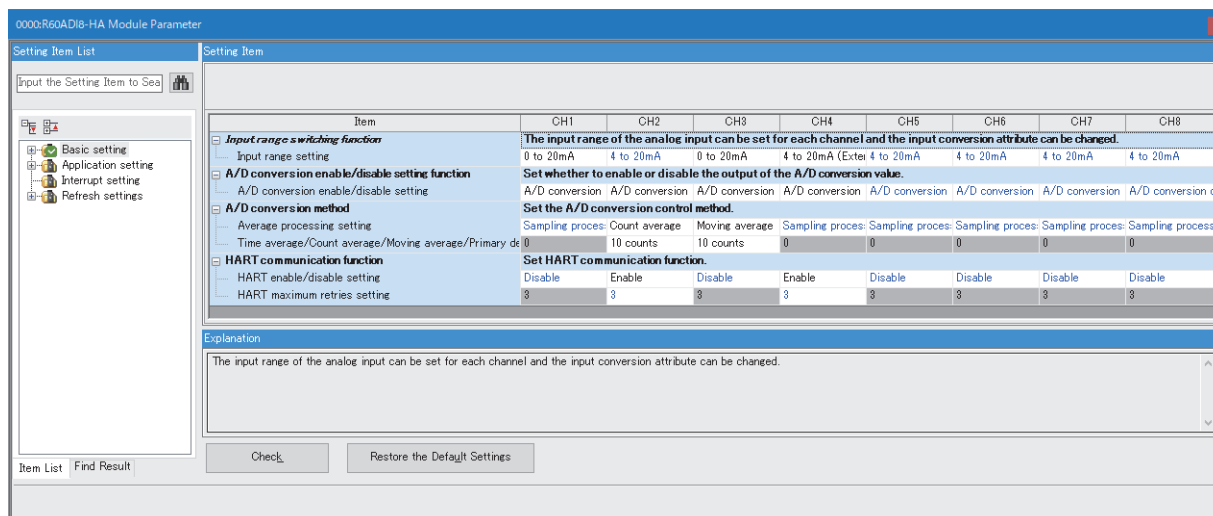 0000:R60ADI8-HA Module Parameter
Setting Item List
Setting Item
Input the Setting Item to Sea
Basic setting
Application setting
Interrupt setting
Refresh settings
Item CH1 CH2 CH3 CH4 CH5 CH6 CH7 CH8
Input range switching function The input range of the analog input can be set for each channel and the input conversion attribute can be changed.
Input range setting 0 to 20mA 4 to 20mA 0 to 20mA 4 to 20mA (Exter 4 to 20mA 4 to 20mA 4 to 20mA 4 to 20mA
A/D conversion enable/disable setting function Set whether to enable or disable the output of the A/D conversion value.
A/D conversion enable/disable setting A/D conversion A/D conversion A/D conversion A/D conversion A/D conversion A/D conversion A/D conversion A/D conversion
A/D conversion method Set the A/D conversion control method.
Average processing setting Sampling proces Count average Moving average Sampling proces Sampling proces Sampling proces Sampling proces Sampling process
Time average/Count average/Moving average/Primary de 0 10 counts 10 counts 0 0 0 0 0
HART communication function Set HART communication function.
HART enable/disable setting Disable Enable Disable Enable Disable Disable Disable Disable
HART maximum retries setting 3 3 3 3 3 3 3 3
Explanation
The input range of the analog input can be set for each channel and the input conversion attribute can be changed.
Check Restore the Default Settings
Item List Find Result